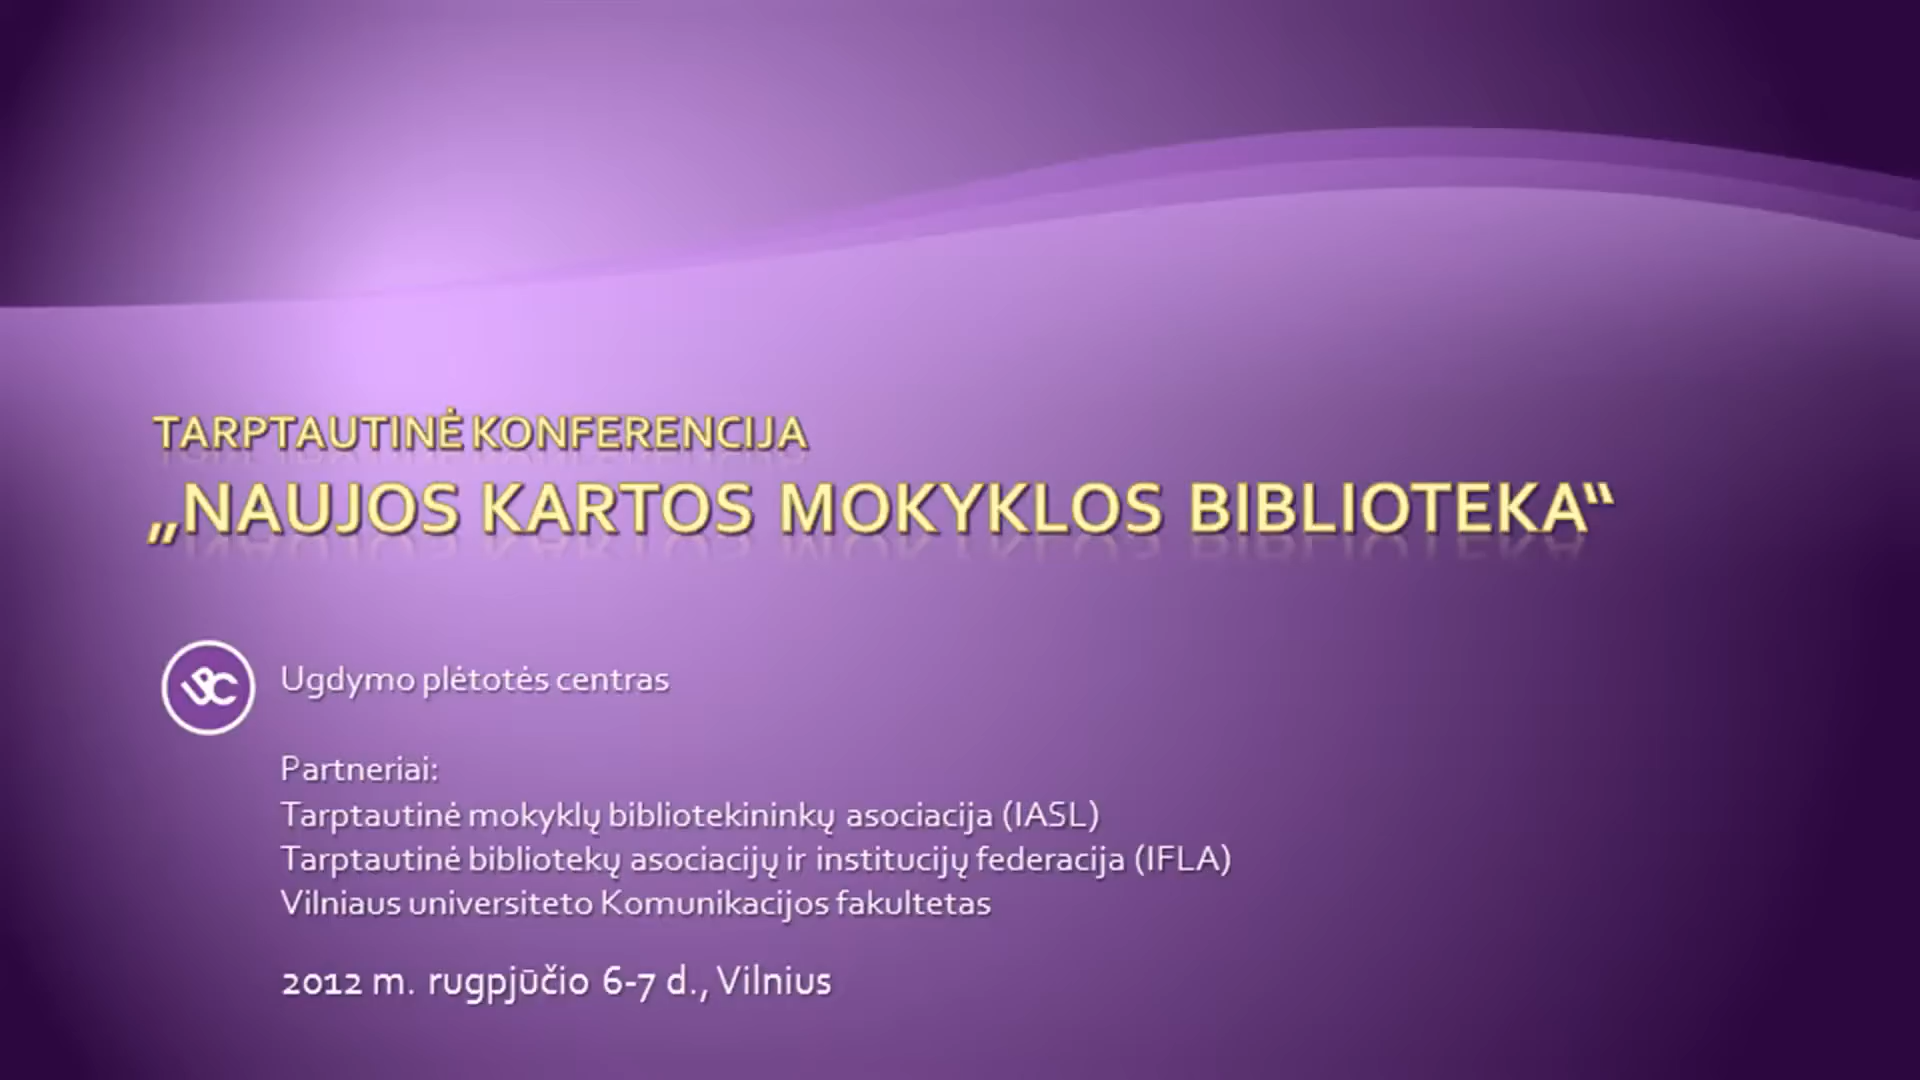 TARPTAUTINĖ KONFERENCIJA
„NAUJOS KARTOS MOKYKLOS BIBLIOTEKA“
UPC
Ugdymo plėtotės centras
Partneriai:
Tarptautinė mokyklų bibliotekininkų asociacija (IASL)
Tarptautinė bibliotekų asociacijų ir institucijų federacija (IFLA)
Vilniaus universiteto Komunikacijos fakultetas
2012 m. rugpjūčio 6-7 d., Vilnius